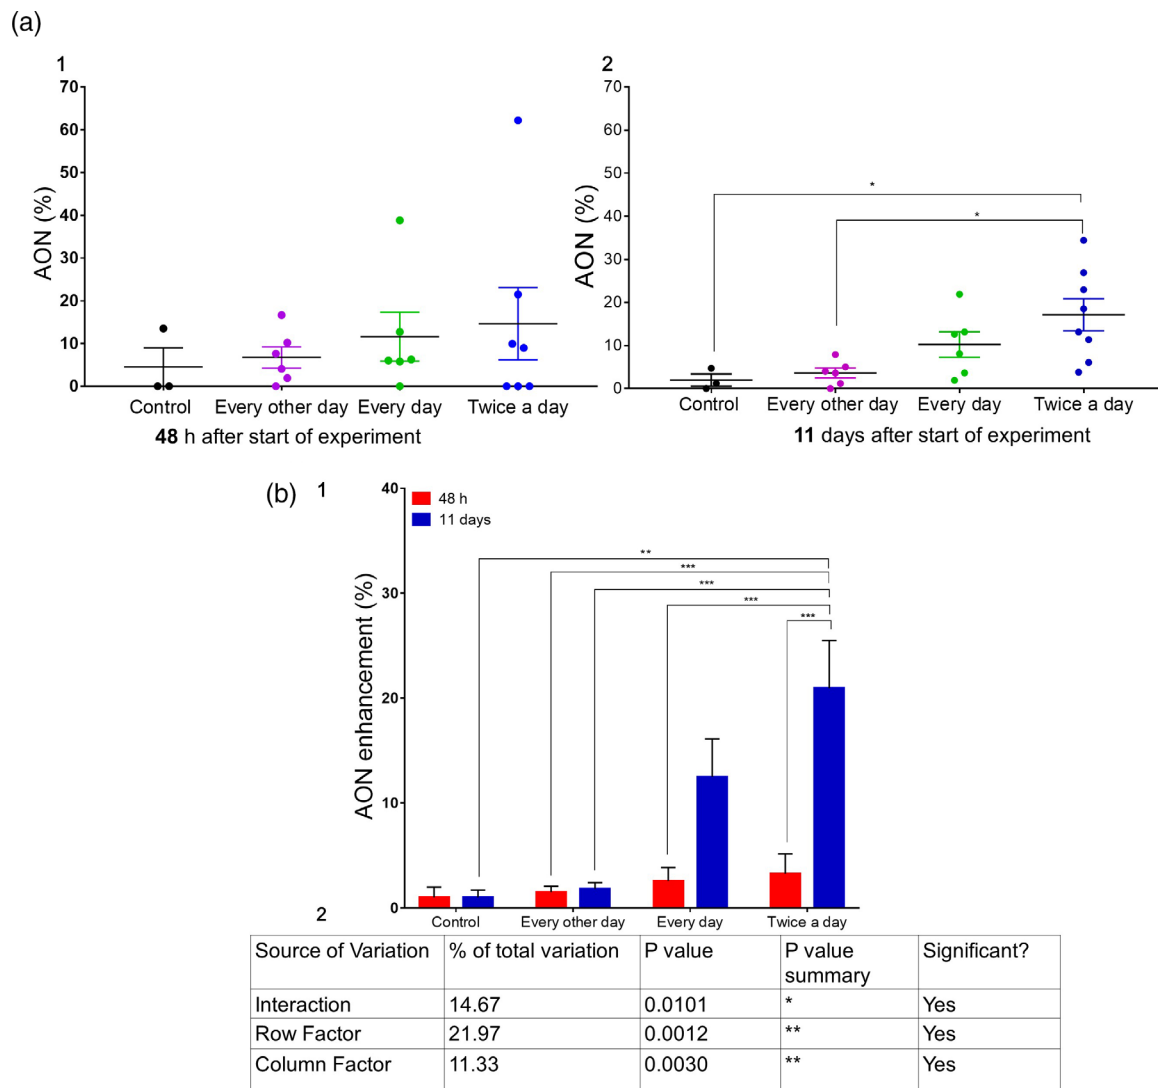 (a)
1
70
60
50
40
30
20
10
0
AON (%)
Control Every other day Every day Twice a day
48 h after start of experiment
2
70
60
50
40
30
20
10
0
AON (%)
*
*
Control Every other day Every day Twice a day
11 days after start of experiment
(b) 1
40
30
20
10
0
AON enhancement (%)
48 h
11 days
**
***
***
***
***
Control Every other day Every day Twice a day
2
Source of Variation % of total variation P value P value summary Significant?
Interaction 14.67 0.0101 * Yes
Row Factor 21.97 0.0012 ** Yes
Column Factor 11.33 0.0030 ** Yes